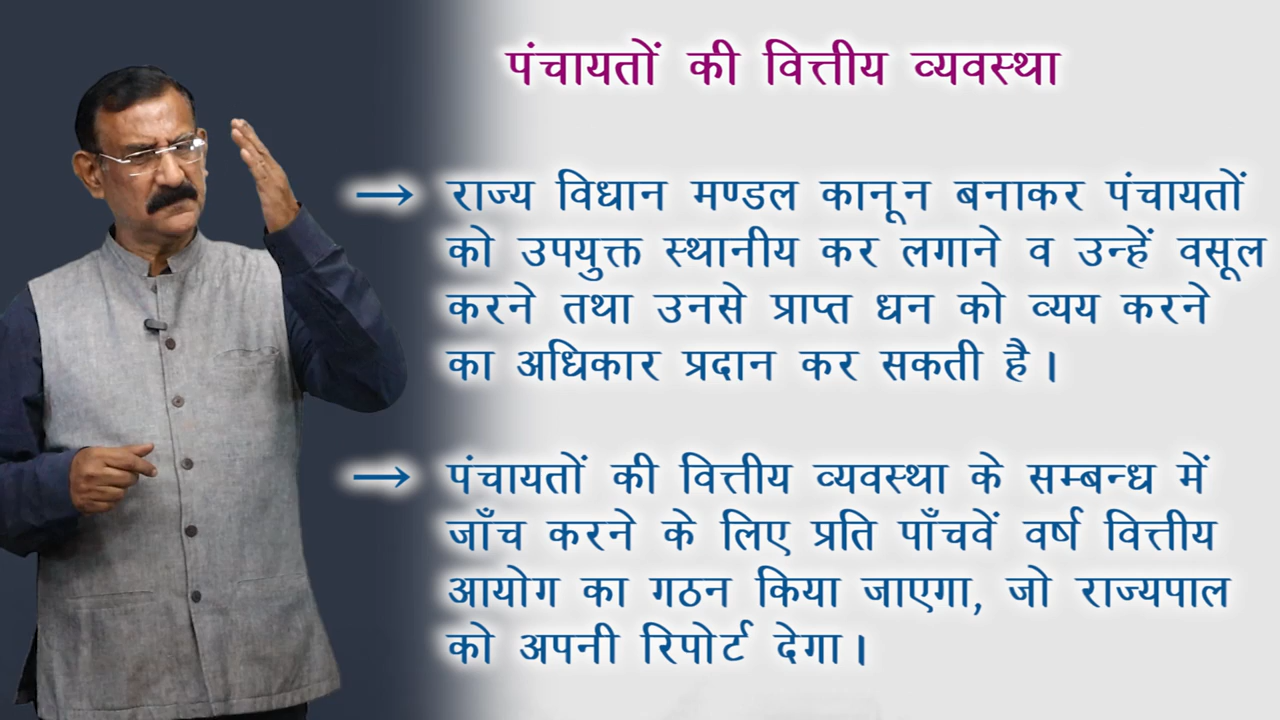 पंचायतों की वित्तीय व्यवस्था
→ राज्य विधान मण्डल कानून बनाकर पंचायतों
को उपयुक्त स्थानीय कर लगाने व उन्हें वसूल
करने तथा उनसे प्राप्त धन को व्यय करने
का अधिकार प्रदान कर सकती है।
→ पंचायतों की वित्तीय व्यवस्था के सम्बन्ध में
जाँच करने के लिए प्रति पाँचवें वर्ष वित्तीय
आयोग का गठन किया जाएगा, जो राज्यपाल
को अपनी रिपोर्ट देगा।